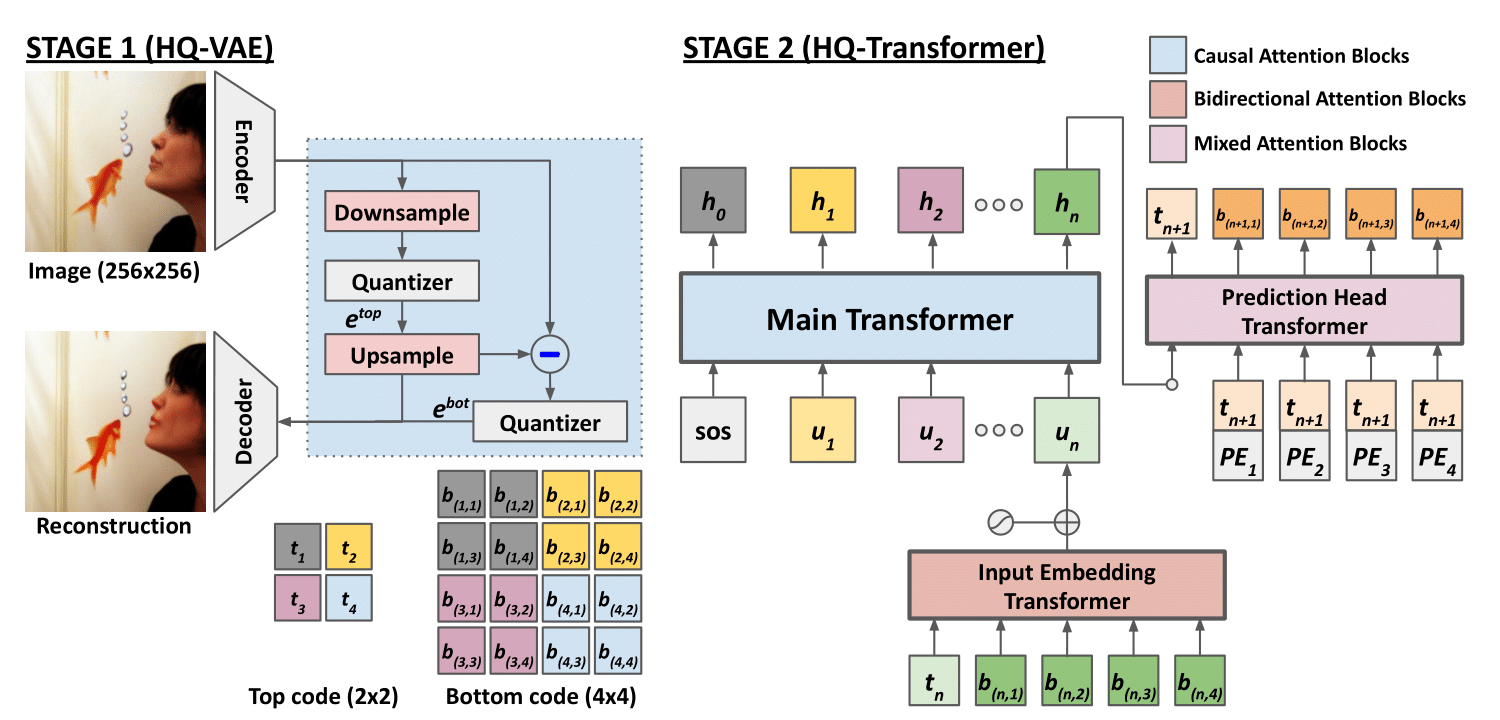 STAGE 1 (HQ-VAE)
Encoder
Image (256x256)
Downsample
Quantizer
e^top
Upsample
e^bot
Quantizer
Decoder
Reconstruction
t_1 t_2
t_3 t_4
Top code (2x2)
b_(1,1) b_(1,2) b_(2,1) b_(2,2)
b_(1,3) b_(1,4) b_(2,3) b_(2,4)
b_(3,1) b_(3,2) b_(4,1) b_(4,2)
b_(3,3) b_(3,4) b_(4,3) b_(4,4)
Bottom code (4x4)
STAGE 2 (HQ-Transformer)
Causal Attention Blocks
Bidirectional Attention Blocks
Mixed Attention Blocks
h_0 h_1 h_2 h_n
Main Transformer
sos u_1 u_2 u_n
Input Embedding
Transformer
t_n b_(n,1) b_(n,2) b_(n,3) b_(n,4)
t_n+1 b_(n+1,1) b_(n+1,2) b_(n+1,3) b_(n+1,4)
Prediction Head
Transformer
t_n+1 t_n+1 t_n+1 t_n+1
PE_1 PE_2 PE_3 PE_4